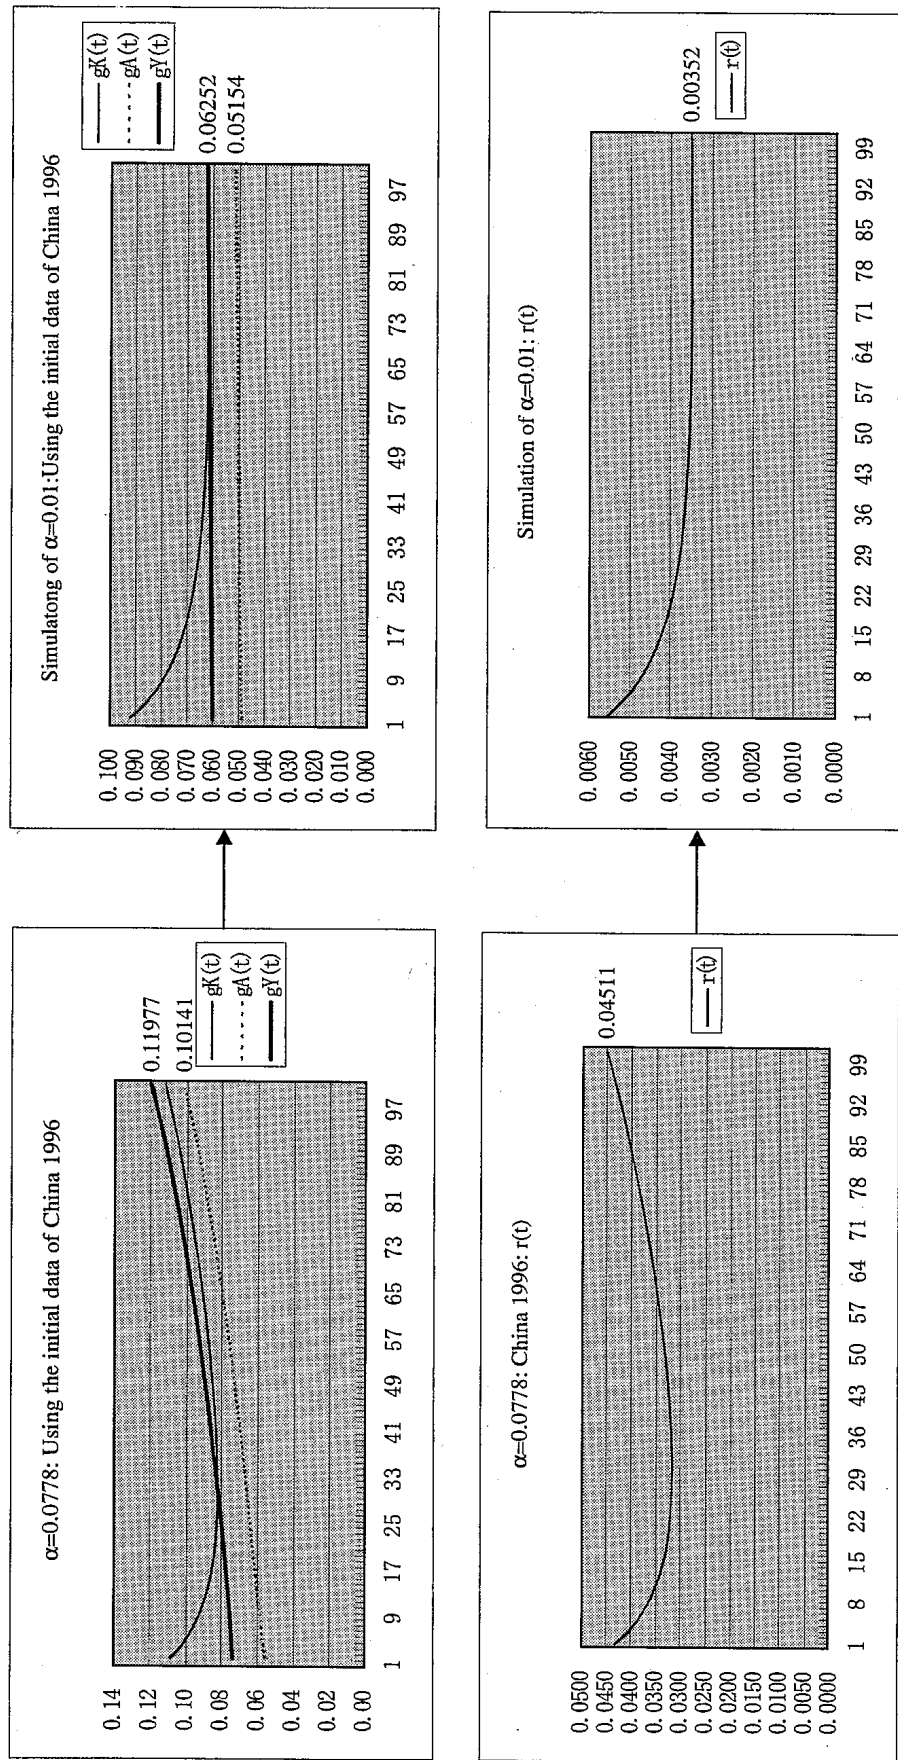 α=0.0778: Using the initial data of China 1996
0.14
0.12
0.10
0.08
0.06
0.04
0.02
0.00
1 9 17 25 33 41 49 57 65 73 81 89 97
0.11977
0.10141
gK(t)
gA(t)
gY(t)
Simulatong of α=0.01:Using the initial data of China 1996
0.100
0.090
0.080
0.070
0.060
0.050
0.040
0.030
0.020
0.010
0.000
1 9 17 25 33 41 49 57 65 73 81 89 97
gK(t)
gA(t)
gY(t)
0.06252
0.05154
α=0.0778: China 1996: r(t)
0.0500
0.0450
0.0400
0.0350
0.0300
0.0250
0.0200
0.0150
0.0100
0.0050
0.0000
1 8 15 22 29 36 43 50 57 64 71 78 85 92 99
0.04511
r(t)
Simulation of α=0.01: r(t)
0.0060
0.0050
0.0040
0.0030
0.0020
0.0010
0.0000
1 8 15 22 29 36 43 50 57 64 71 78 85 92 99
0.00352
r(t)